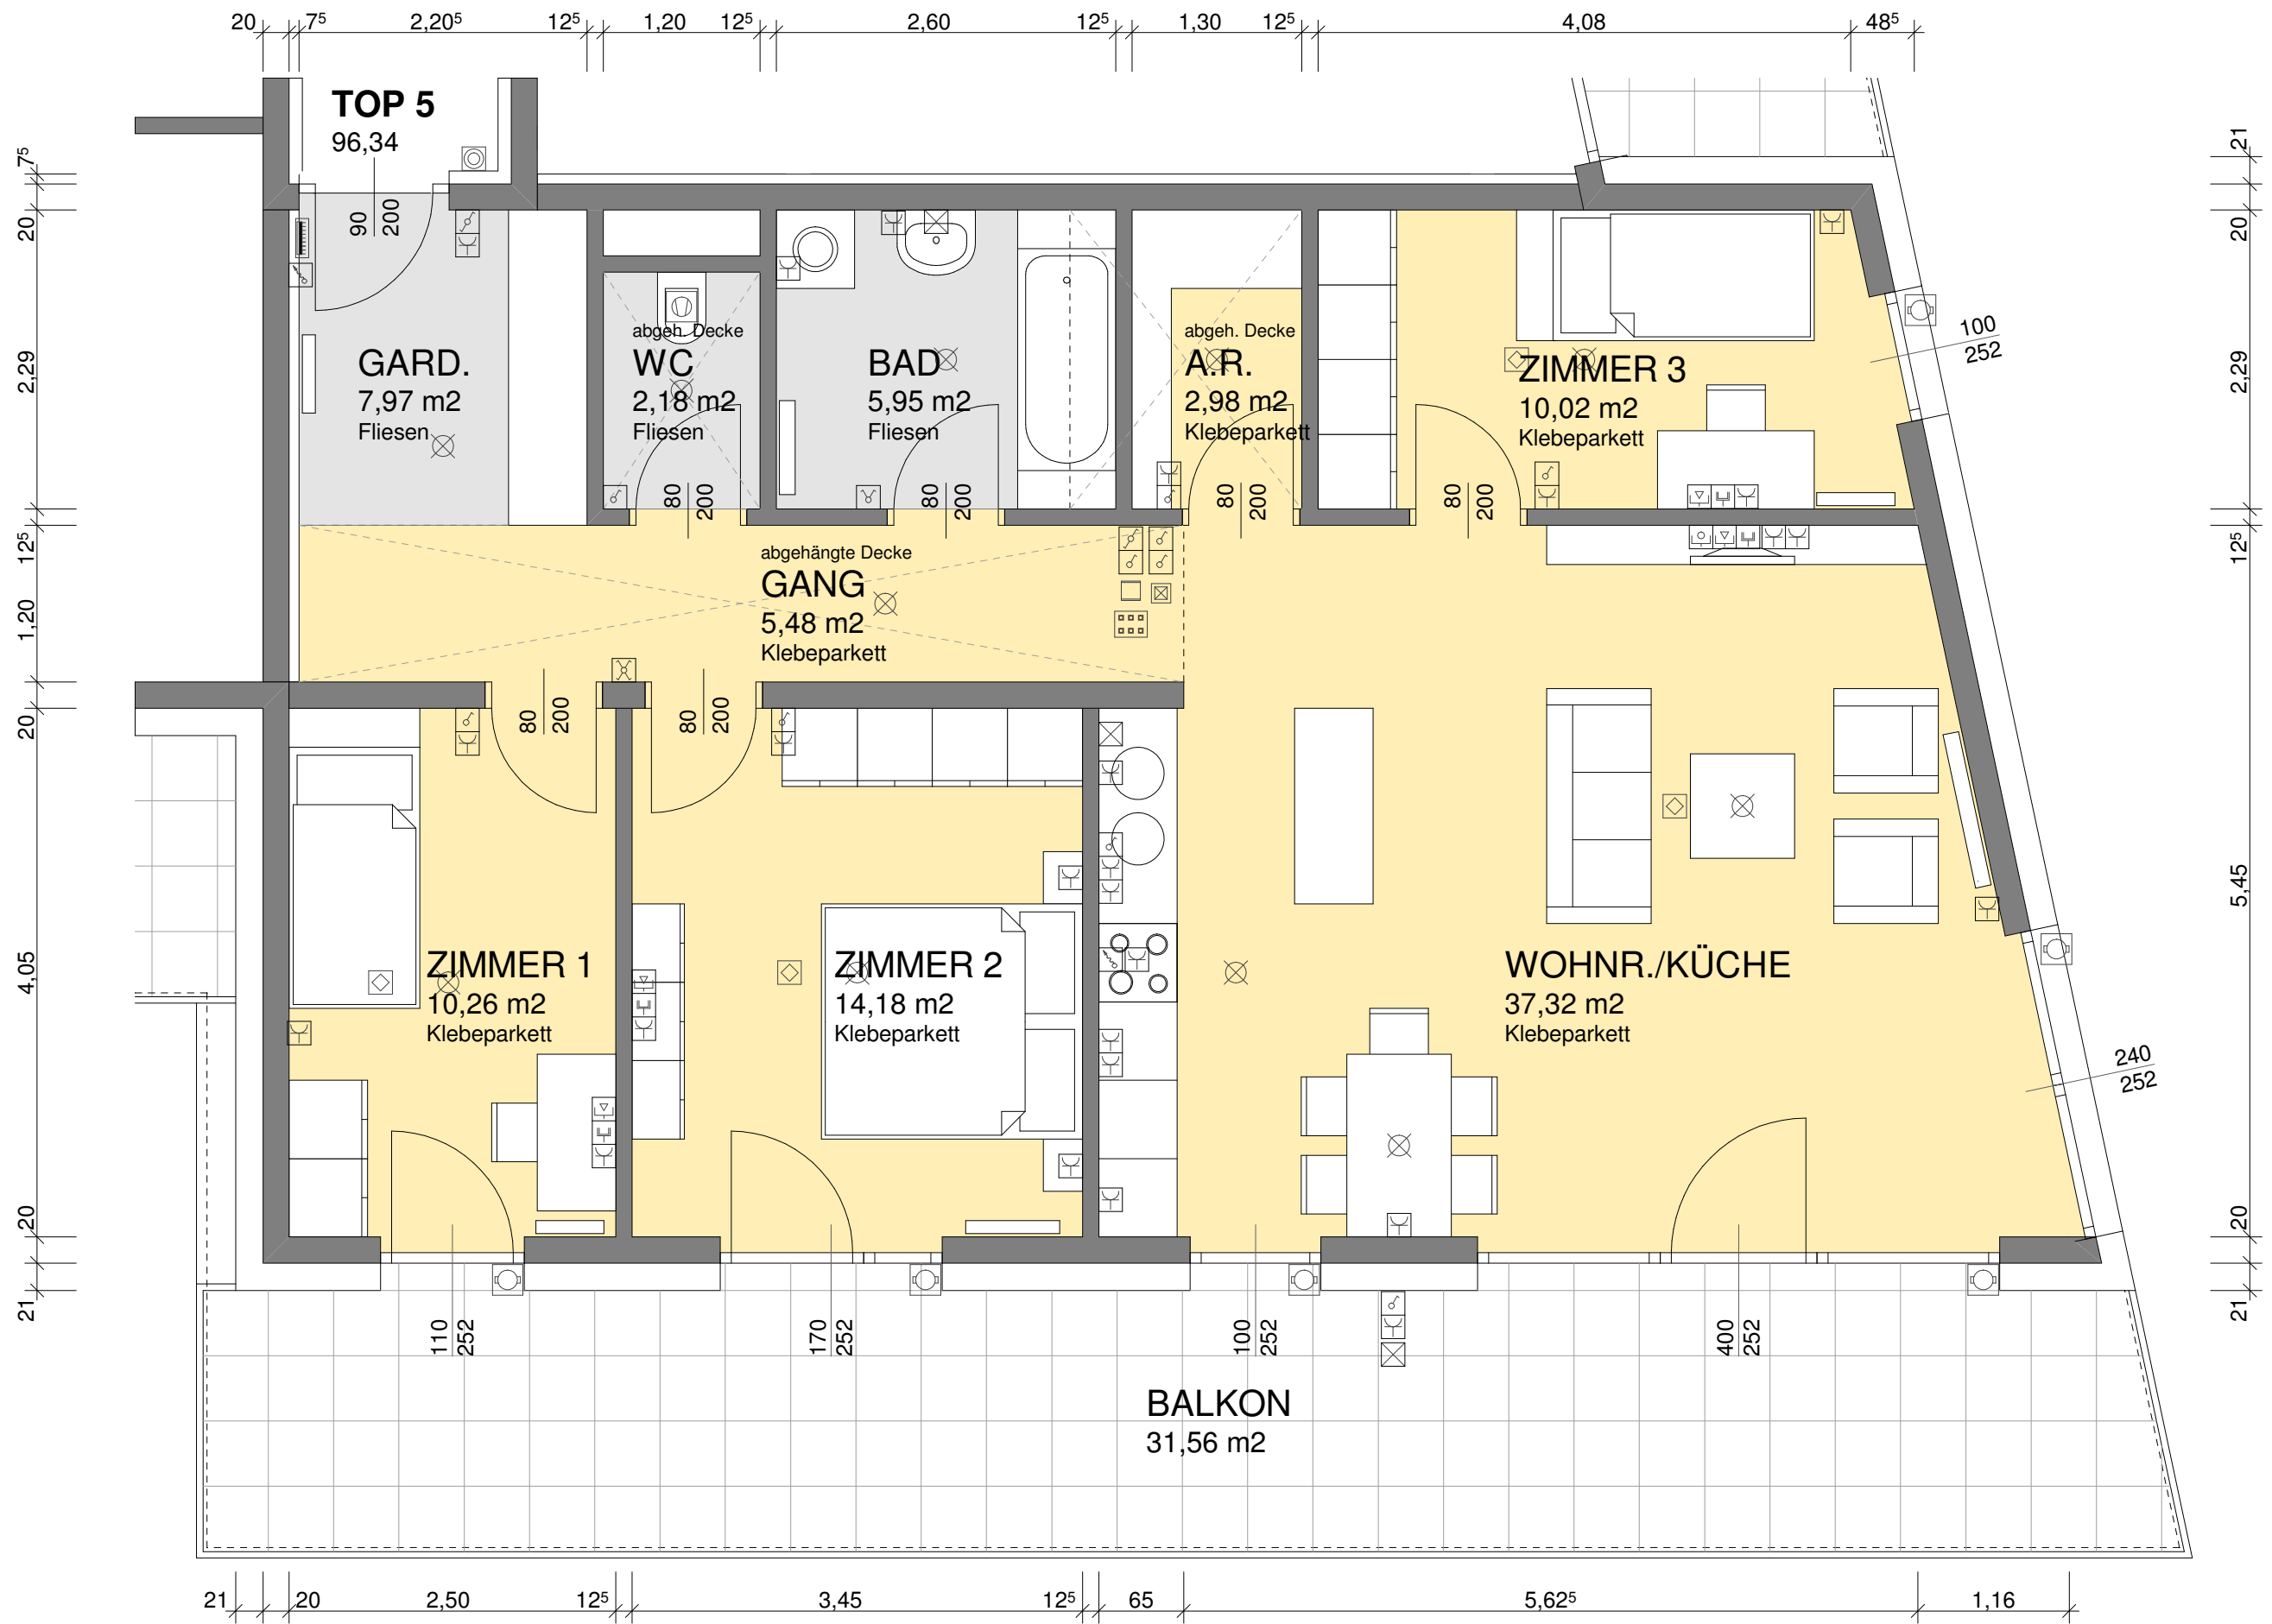 20 7⁵ 2,20⁵ 12⁵ 1,20 12⁵ 2,60 12⁵ 1,30 12⁵ 4,08 48⁵
TOP 5
96,34
90
200
7⁵
20
2,29
12⁵
1,20
20
4,05
20
21
21
20
2,29
12⁵
5,45
20
21
GARD.
7,97 m2
Fliesen
abgeh. Decke
WC
2,18 m2
Fliesen
80
200
BAD
5,95 m2
Fliesen
80
200
abgeh. Decke
A.R.
2,98 m2
Klebeparkett
80
200
ZIMMER 3
10,02 m2
Klebeparkett
80
200
100
252
abgehängte Decke
GANG
5,48 m2
Klebeparkett
80
200
80
200
ZIMMER 1
10,26 m2
Klebeparkett
ZIMMER 2
14,18 m2
Klebeparkett
WOHNR./KÜCHE
37,32 m2
Klebeparkett
240
252
110
252
170
252
100
252
400
252
BALKON
31,56 m2
21 20 2,50 12⁵ 3,45 12⁵ 65 5,62⁵ 1,16